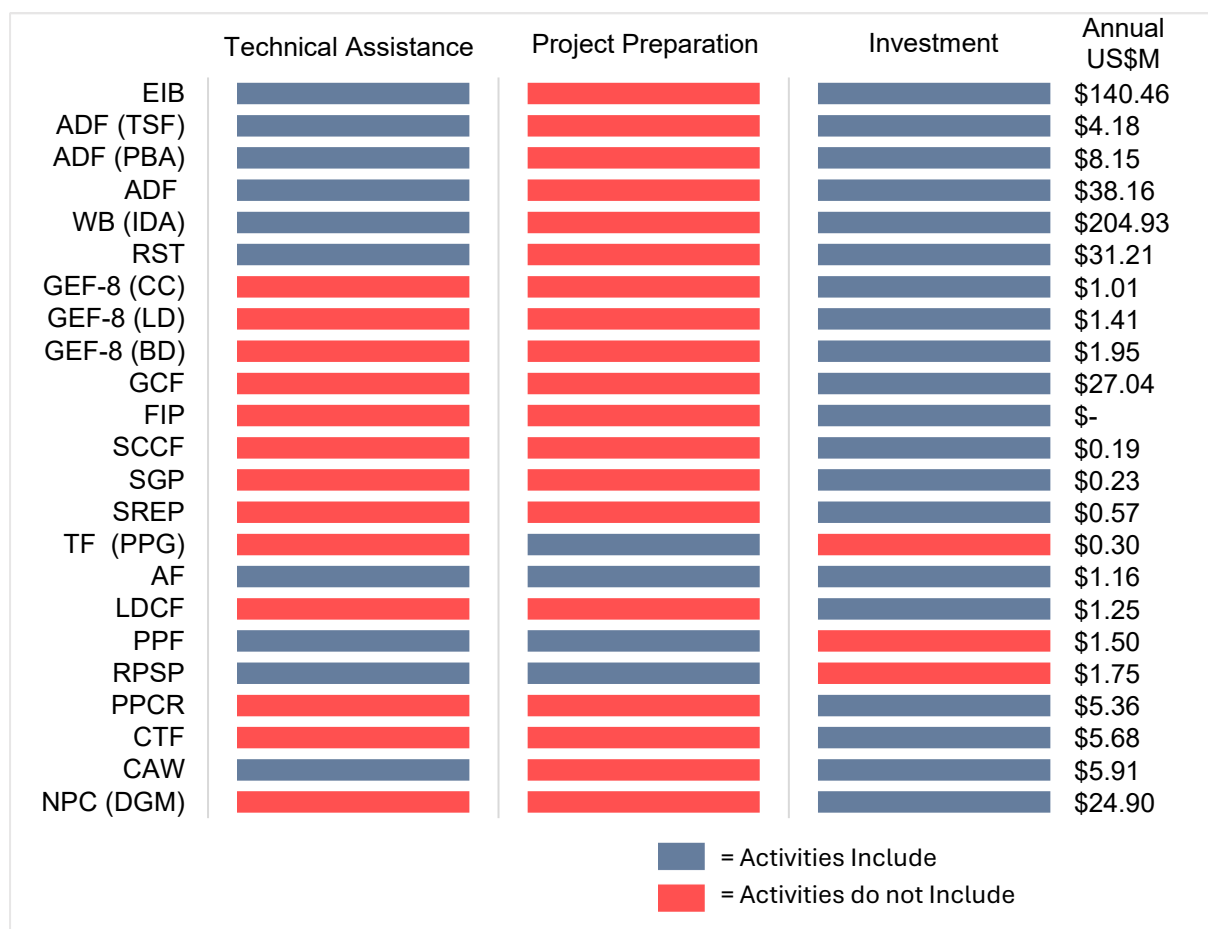 Technical Assistance Project Preparation Investment Annual
US$M
EIB $140.46
ADF (TSF) $4.18
ADF (PBA) $8.15
ADF $38.16
WB (IDA) $204.93
RST $31.21
GEF-8 (CC) $1.01
GEF-8 (LD) $1.41
GEF-8 (BD) $1.95
GCF $27.04
FIP $-
SCCF $0.19
SGP $0.23
SREP $0.57
TF (PPG) $0.30
AF $1.16
LDCF $1.25
PPF $1.50
RPSP $1.75
PPCR $5.36
CTF $5.68
CAW $5.91
NPC (DGM) $24.90
= Activities Include
= Activities do not Include